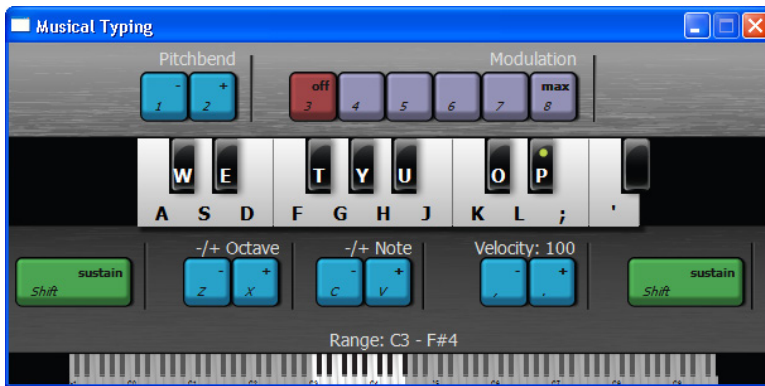 Musical Typing
Pitchbend Modulation
- + off max
1 2 3 4 5 6 7 8
W E T Y U O P
A S D F G H J K L ; '
-/+ Octave -/+ Note Velocity: 100
sustain - + - + - + sustain
Shift Z X C V , . Shift
Range: C3 - F#4